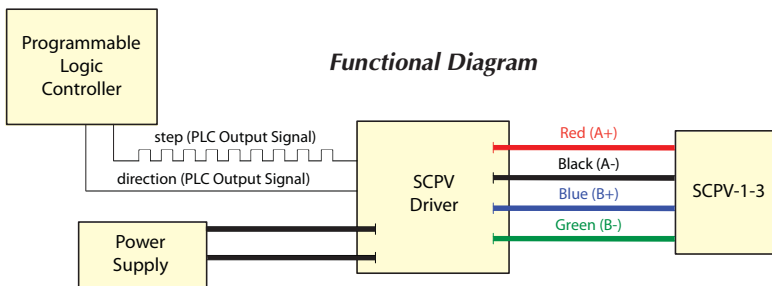 Programmable
Logic
Controller
Functional Diagram
step (PLC Output Signal)
direction (PLC Output Signal)
SCPV
Driver
Red (A+)
Black (A-)
Blue (B+)
Green (B-)
SCPV-1-3
Power
Supply